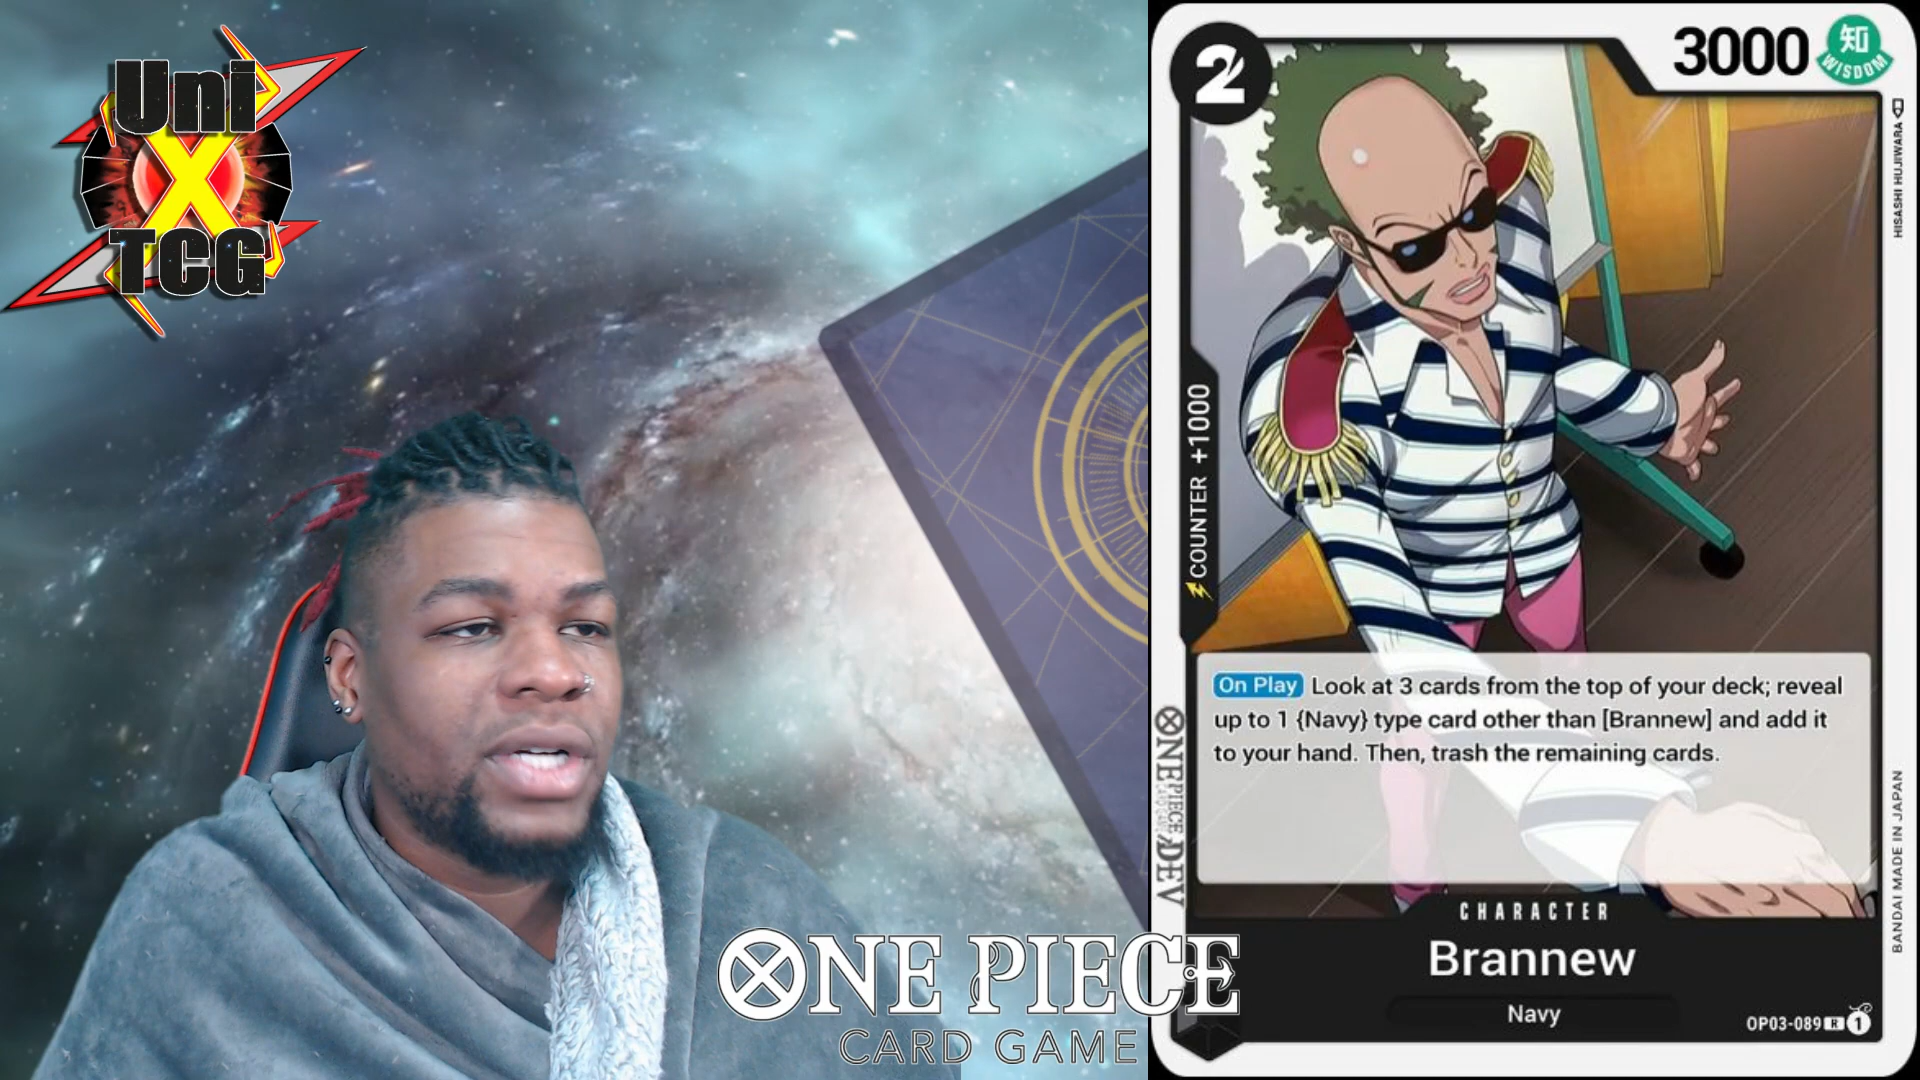 Uni
X
TCG
2
3000
知
WISDOM
HISASHI HUJIWARA
COUNTER +1000
On Play Look at 3 cards from the top of your deck; reveal
up to 1 {Navy} type card other than [Brannew] and add it
to your hand. Then, trash the remaining cards.
ONE PIECE DEV
BANDAI MADE IN JAPAN
CHARACTER
Brannew
Navy
OP03-089 R 1
ONE PIECE
CARD GAME